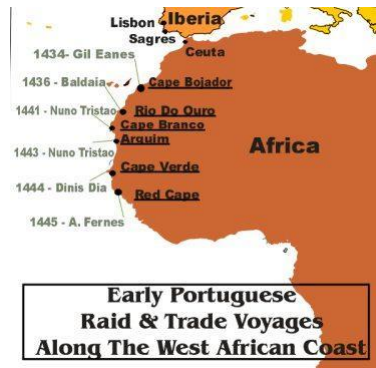 Iberia
Lisbon
Sagres
Ceuta
1434- Gil Eanes
1436 - Baldaia
Cape Bojador
1441 - Nuno Tristao
Rio Do Ouro
Cape Branco
Arquim
1443 - Nuno Tristao
Africa
Cape Verde
1444 - Dinis Dia
Red Cape
1445 - A. Fernes
Early Portuguese
Raid & Trade Voyages
Along The West African Coast